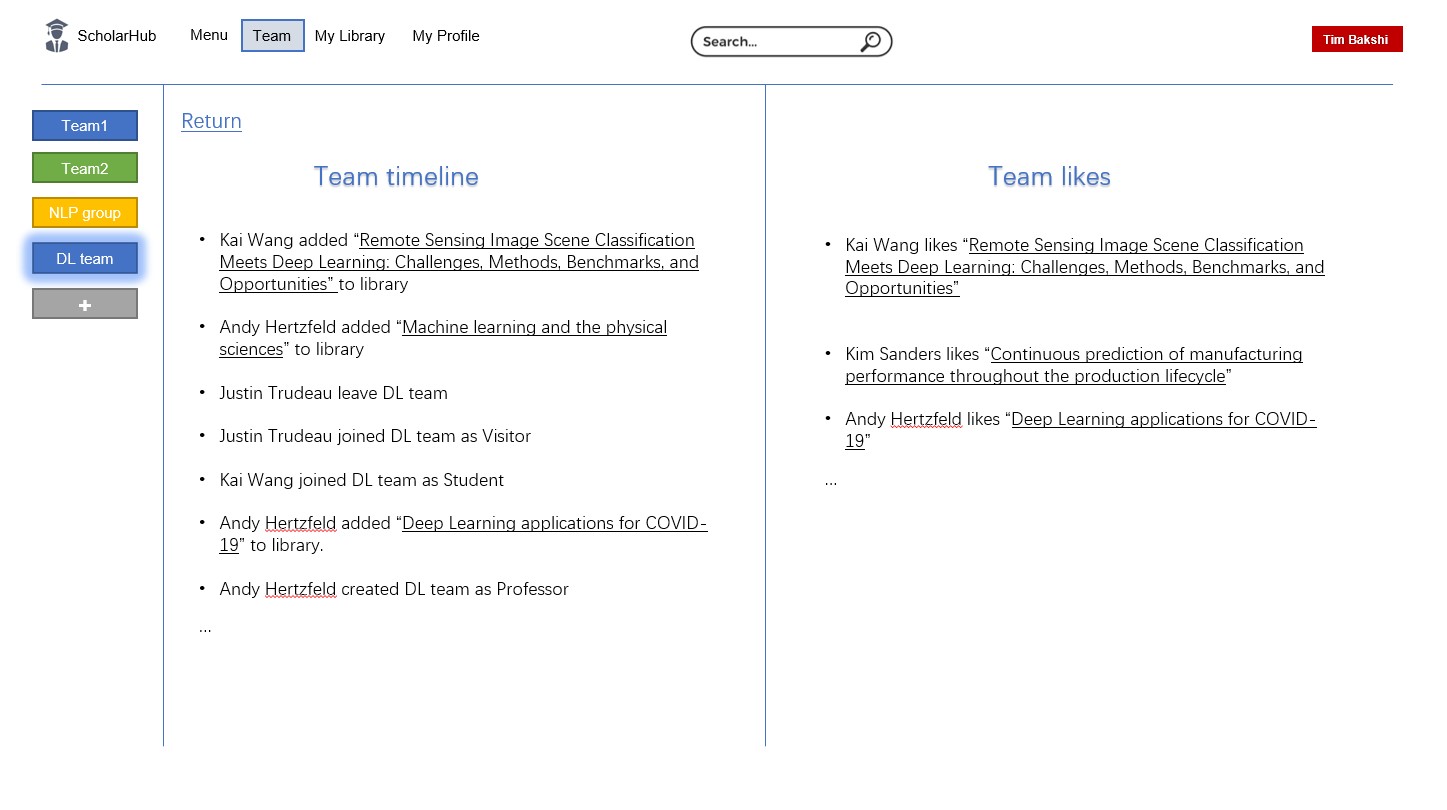 ScholarHub
Menu
Team
My Library
My Profile
Search...
Tim Bakshi
Team1
Team2
NLP group
DL team
+
Return
Team timeline
• Kai Wang added “Remote Sensing Image Scene Classification
Meets Deep Learning: Challenges, Methods, Benchmarks, and
Opportunities” to library
• Andy Hertzfeld added “Machine learning and the physical
sciences” to library
• Justin Trudeau leave DL team
• Justin Trudeau joined DL team as Visitor
• Kai Wang joined DL team as Student
• Andy Hertzfeld added “Deep Learning applications for COVID-
19” to library.
• Andy Hertzfeld created DL team as Professor
...
Team likes
• Kai Wang likes “Remote Sensing Image Scene Classification
Meets Deep Learning: Challenges, Methods, Benchmarks, and
Opportunities”
• Kim Sanders likes “Continuous prediction of manufacturing
performance throughout the production lifecycle”
• Andy Hertzfeld likes “Deep Learning applications for COVID-
19”
...